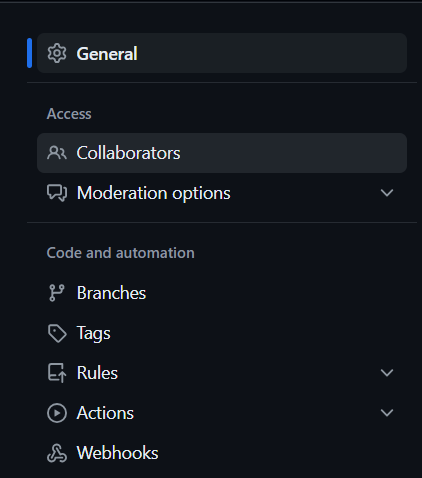 General
Access
Collaborators
Moderation options
Code and automation
Branches
Tags
Rules
Actions
Webhooks